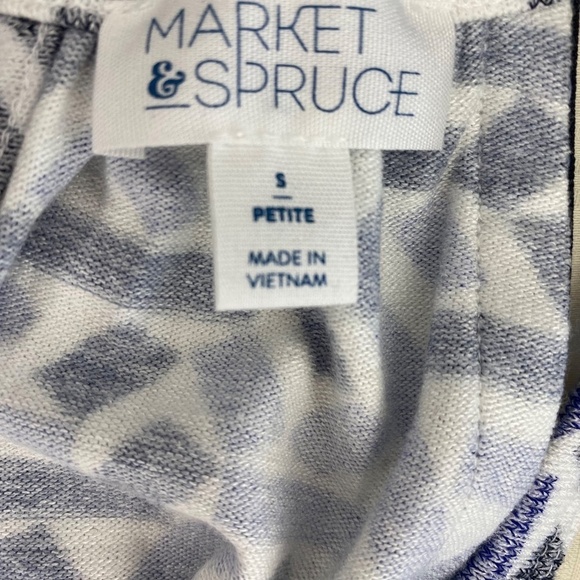 MARKET
& SPRUCE
S
PETITE
MADE IN
VIETNAM